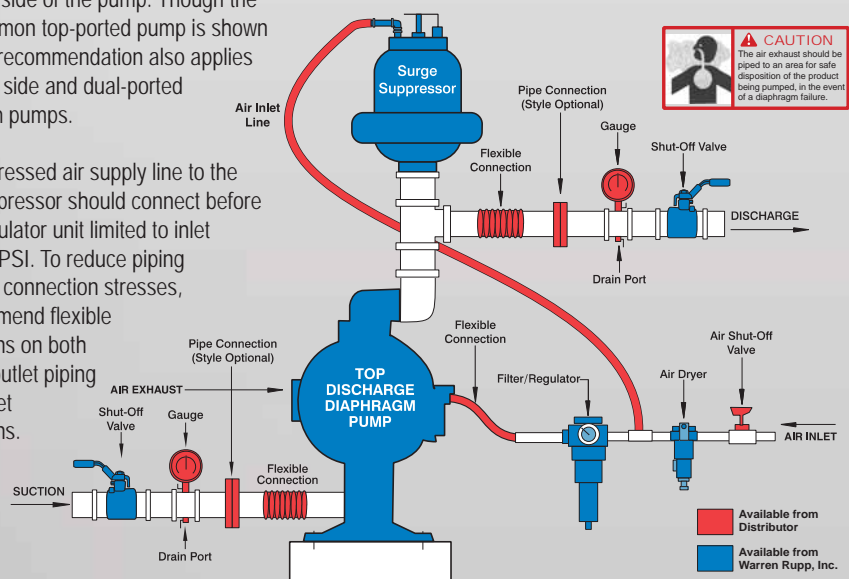 side of the pump. Though the
mon top-ported pump is shown
recommendation also applies
side and dual-ported
n pumps.
ressed air supply line to the
pressor should connect before
ulator unit limited to inlet
PSI. To reduce piping
connection stresses,
mend flexible
ns on both
outlet piping
et
ns.
Air Inlet
Line
Surge
Suppressor
CAUTION
The air exhaust should be
piped to an area for safe
disposition of the product
being pumped, in the event
of a diaphragm failure.
Pipe Connection
(Style Optional)
Gauge
Flexible
Connection
Shut-Off Valve
DISCHARGE
Drain Port
Flexible
Connection
Pipe Connection
(Style Optional)
AIR EXHAUST
TOP
DISCHARGE
DIAPHRAGM
PUMP
Filter/Regulator
Air Dryer
Air Shut-Off
Valve
AIR INLET
Shut-Off
Valve
Gauge
Flexible
Connection
SUCTION
Drain Port
Available from
Distributor
Available from
Warren Rupp, Inc.